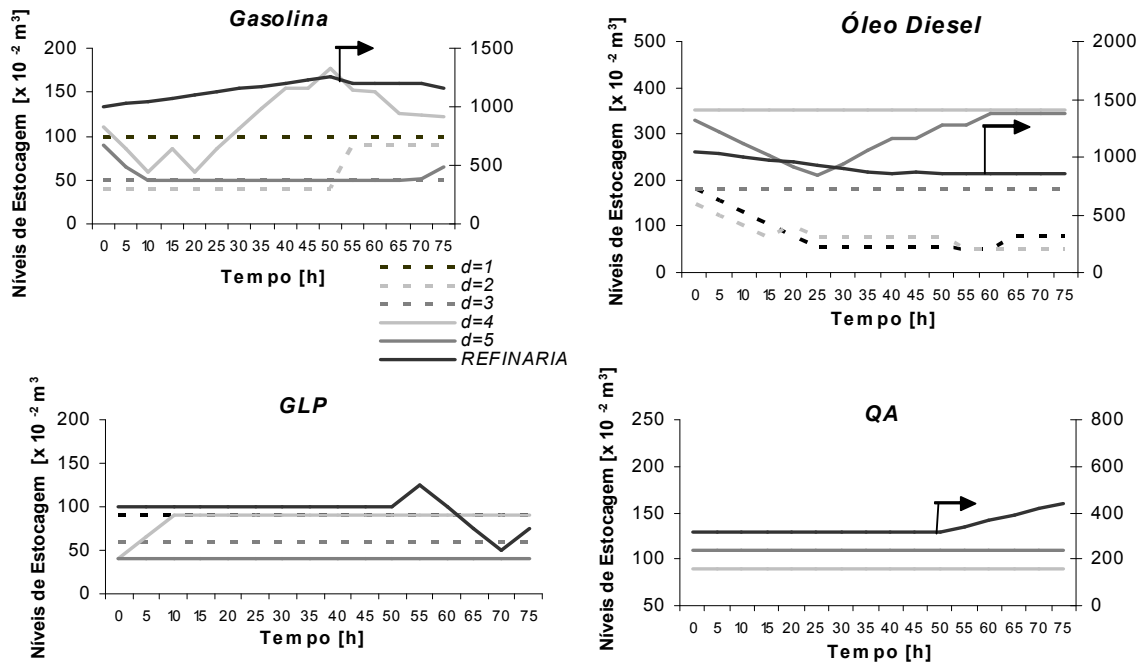 Gasolina
Níveis de Estocagem [x 10 -2 m3]
200
150
100
50
0
1500
1000
500
0
0 5 10 15 20 25 30 35 40 45 50 55 60 65 70 75
Tempo [h]
Óleo Diesel
Níveis de Estocagem [x 10 -2 m3]
500
400
300
200
100
0
2000
1500
1000
500
0
0 5 10 15 20 25 30 35 40 45 50 55 60 65 70 75
Tempo [h]
d=1
d=2
d=3
d=4
d=5
REFINARIA
GLP
Níveis de Estocagem [x 10 -2 m3
200
150
100
50
0
0 5 10 15 20 25 30 35 40 45 50 55 60 65 70 75
Tempo [h]
QA
Níveis de Estocagem [x 10 -2 m3]
250
200
150
100
50
800
600
400
200
0
0 5 10 15 20 25 30 35 40 45 50 55 60 65 70 75
Tempo [h]